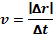 v = |Δr| / Δt